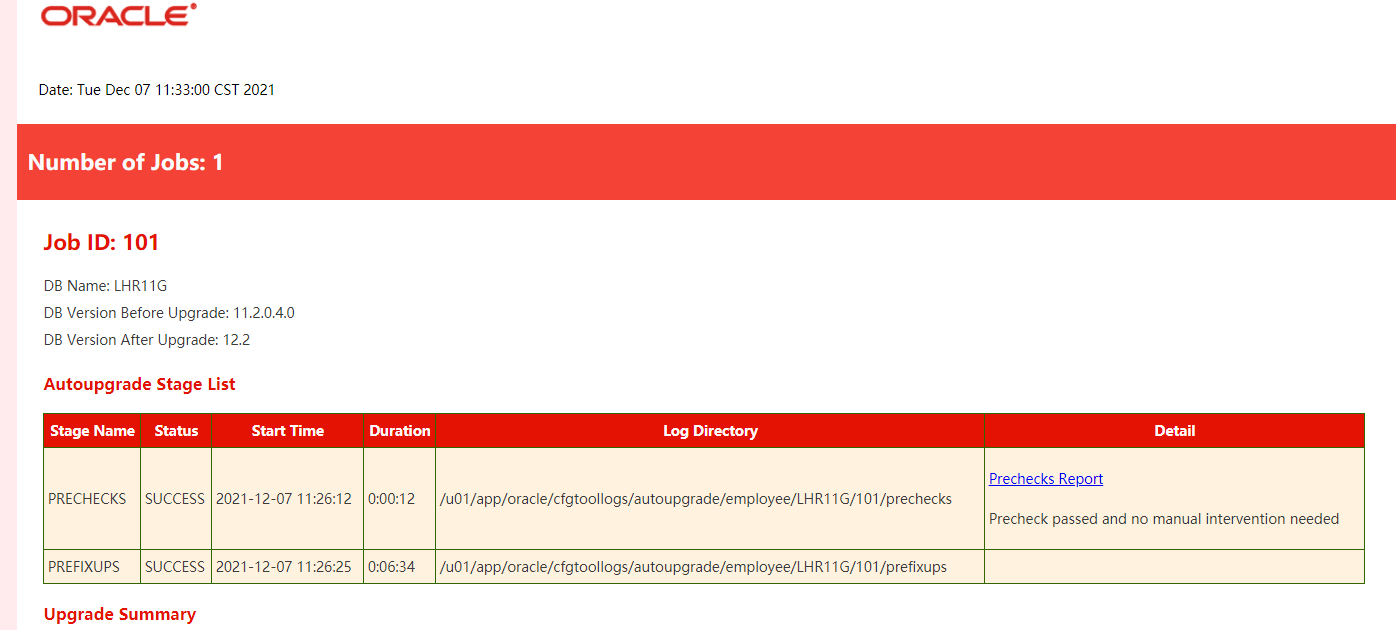 ORACLE
Date: Tue Dec 07 11:33:00 CST 2021
Number of Jobs: 1
Job ID: 101
DB Name: LHR11G
DB Version Before Upgrade: 11.2.0.4.0
DB Version After Upgrade: 12.2
Autoupgrade Stage List
Stage Name Status Start Time Duration Log Directory Detail
PRECHECKS SUCCESS 2021-12-07 11:26:12 0:00:12 /u01/app/oracle/cfgtoollogs/autoupgrade/employee/LHR11G/101/prechecks Prechecks Report
Precheck passed and no manual intervention needed
PREFIXUPS SUCCESS 2021-12-07 11:26:25 0:06:34 /u01/app/oracle/cfgtoollogs/autoupgrade/employee/LHR11G/101/prefixups
Upgrade Summary